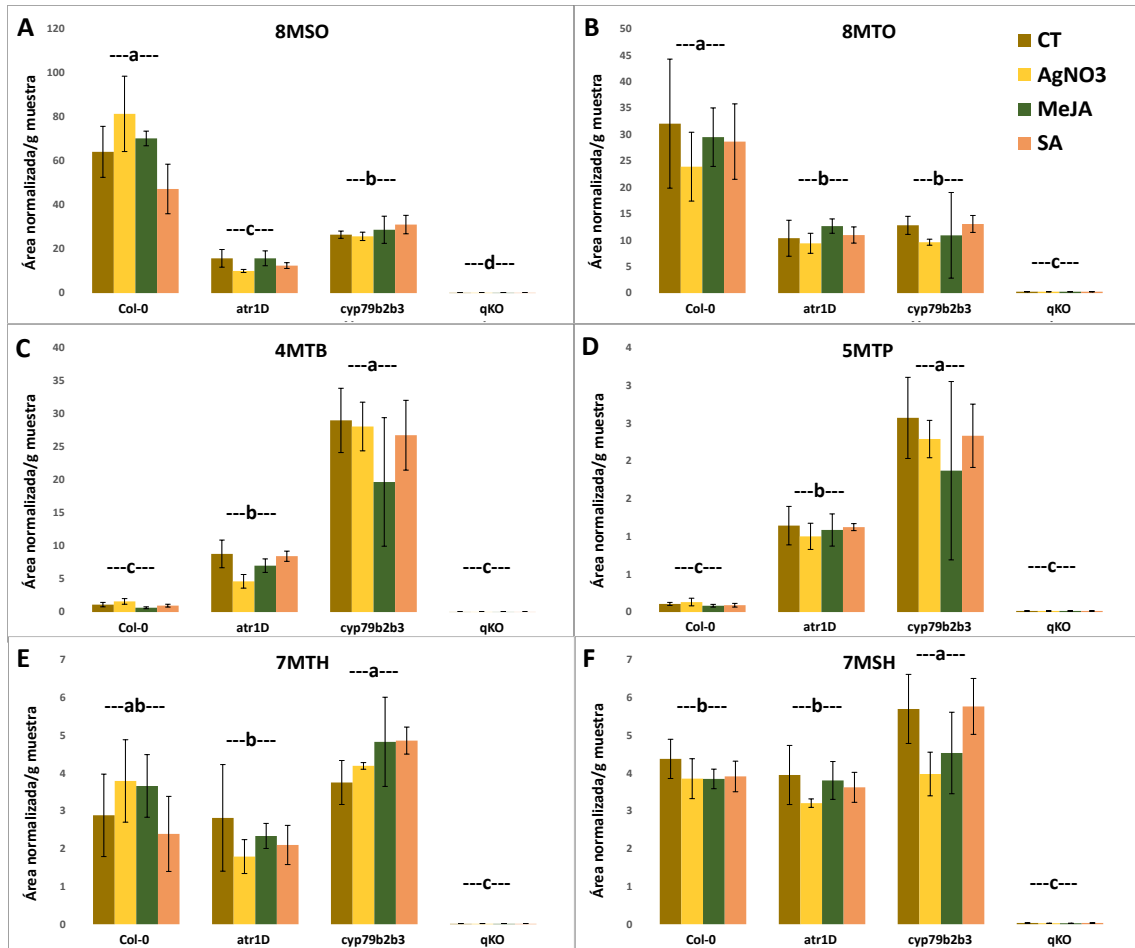 A
8MSO
Área normalizada/g muestra
120
100
80
60
40
20
0
---a---
---c---
---b---
---d---
Col-0
atr1D
cyp79b2b3
qKO
B
8MTO
Área normalizada/g muestra
50
45
40
35
30
25
20
15
10
5
0
---a---
---b---
---b---
---c---
Col-0
atr1D
cyp79b2b3
qKO
CT
AgNO3
MeJA
SA
C
4MTB
Área normalizada/g muestra
40
35
30
25
20
15
10
5
0
---c---
---b---
---a---
---c---
Col-0
atr1D
cyp79b2b3
qKO
D
5MTP
Área normalizada/g muestra
4
3
3
2
2
1
1
0
---c---
---b---
---a---
---c---
Col-0
atr1D
cyp79b2b3
qKO
E
7MTH
Área normalizada/g muestra
7
6
5
4
3
2
1
0
---ab---
---b---
---a---
---c---
Col-0
atr1D
cyp79b2b3
qKO
F
7MSH
Área normalizada/g muestra
7
6
5
4
3
2
1
0
---b---
---b---
---a---
---c---
Col-0
atr1D
cyp79b2b3
qKO